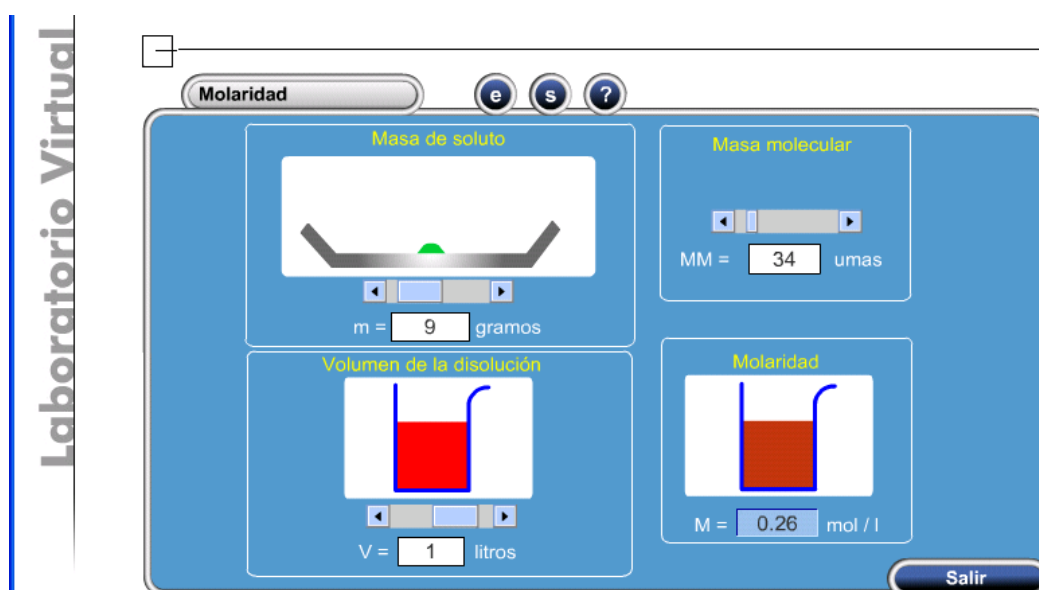 Laboratorio Virtual
Molaridad
e s ?
Masa de soluto
m = 9 gramos
Masa molecular
MM = 34 umas
Volumen de la disolución
V = 1 litros
Molaridad
M = 0.26 mol / l
Salir